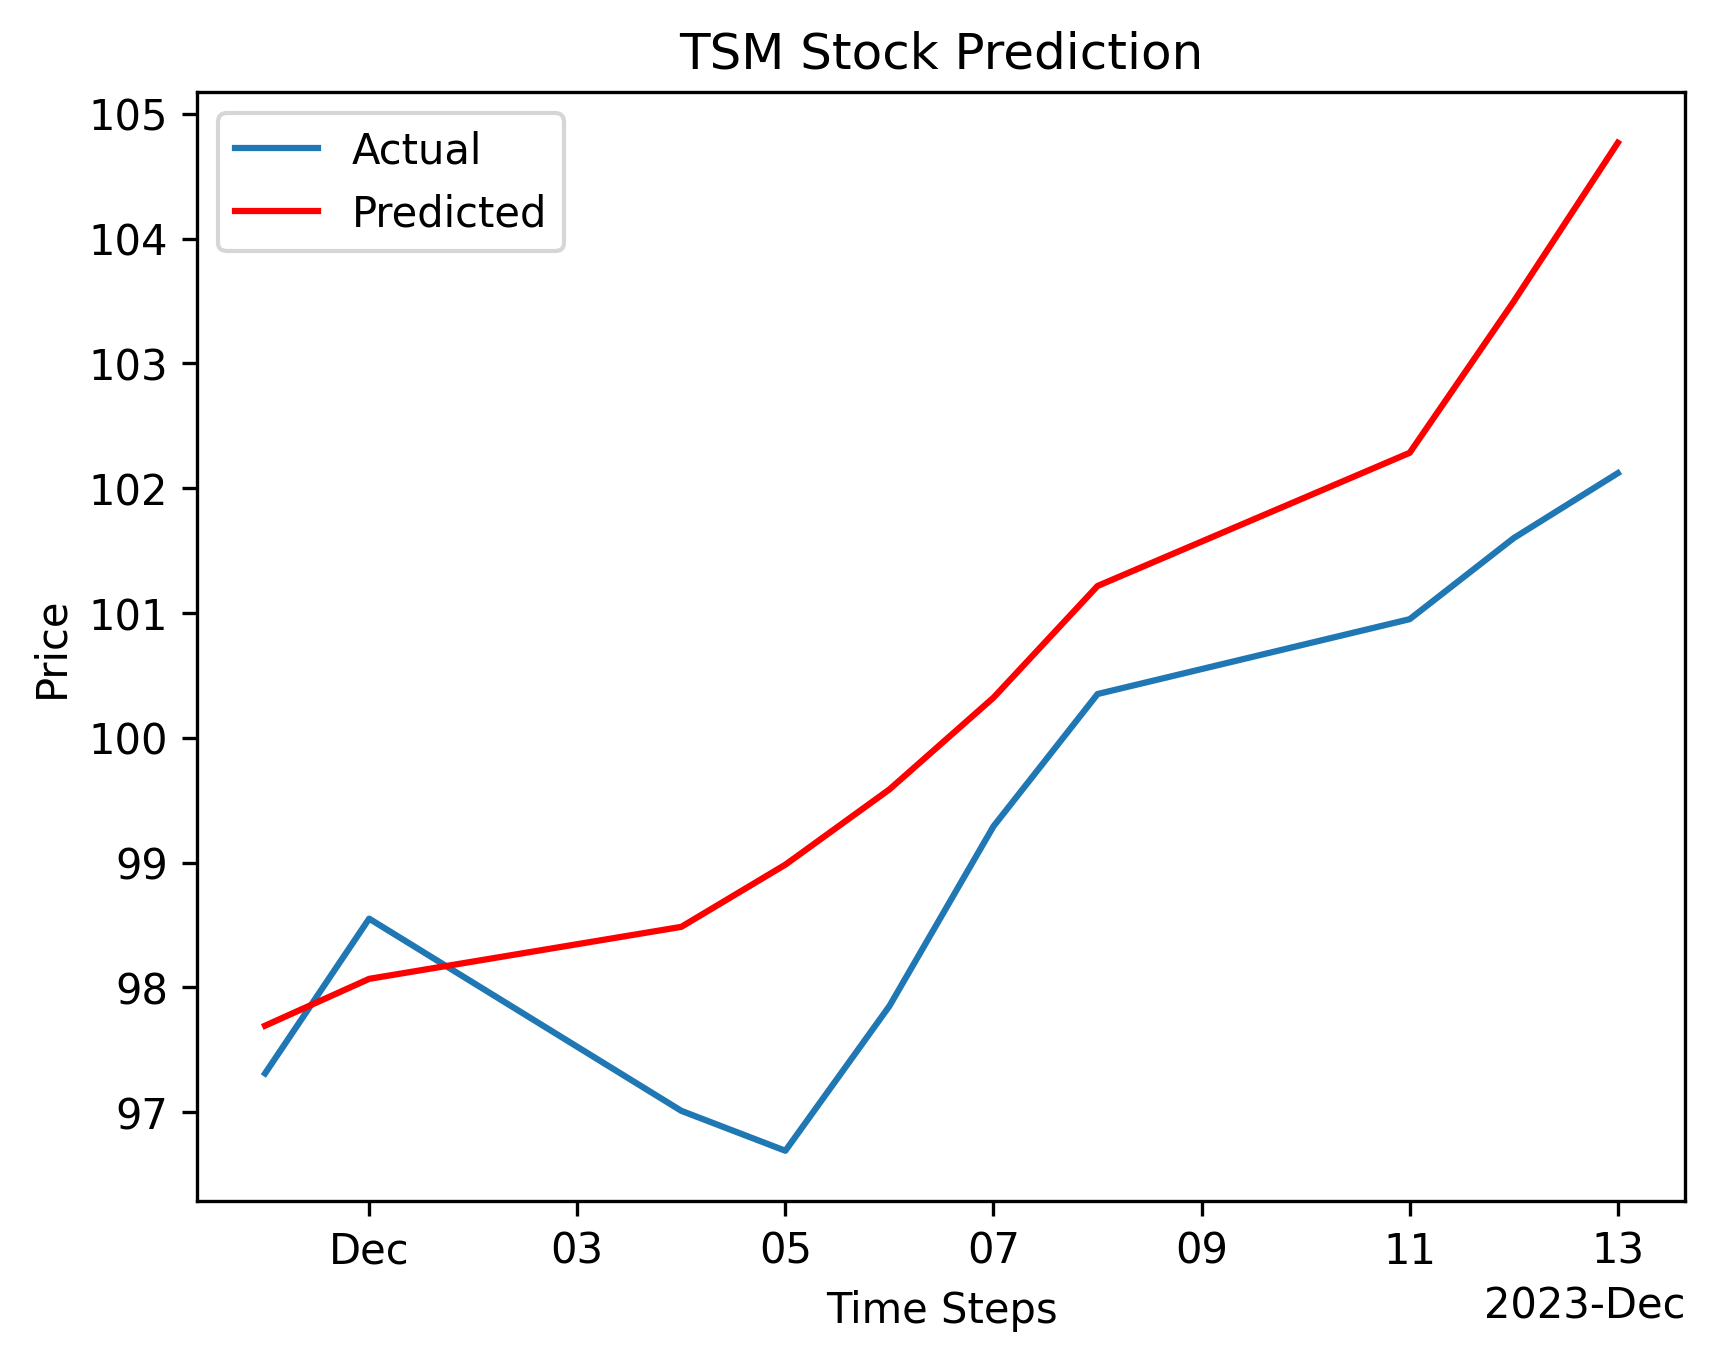 TSM Stock Prediction
Actual
Predicted
105
104
103
102
101
100
99
98
97
Price
Dec 03 05 07 09 11 13
2023-Dec
Time Steps